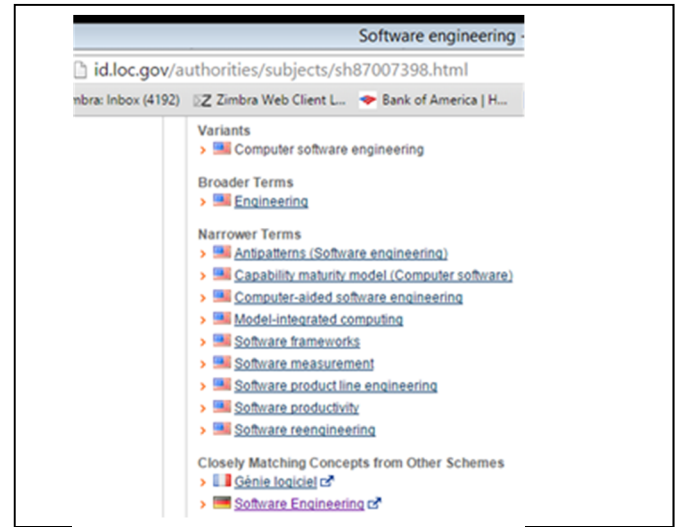 Software engineering -
id.loc.gov/authorities/subjects/sh87007398.html
mbra: Inbox (4192) Zimbra Web Client L... Bank of America | H...
Variants
Computer software engineering
Broader Terms
Engineering
Narrower Terms
Antipatterns (Software engineering)
Capability maturity model (Computer software)
Computer-aided software engineering
Model-integrated computing
Software frameworks
Software measurement
Software product line engineering
Software productivity
Software reengineering
Closely Matching Concepts from Other Schemes
Génie logiciel
Software Engineering